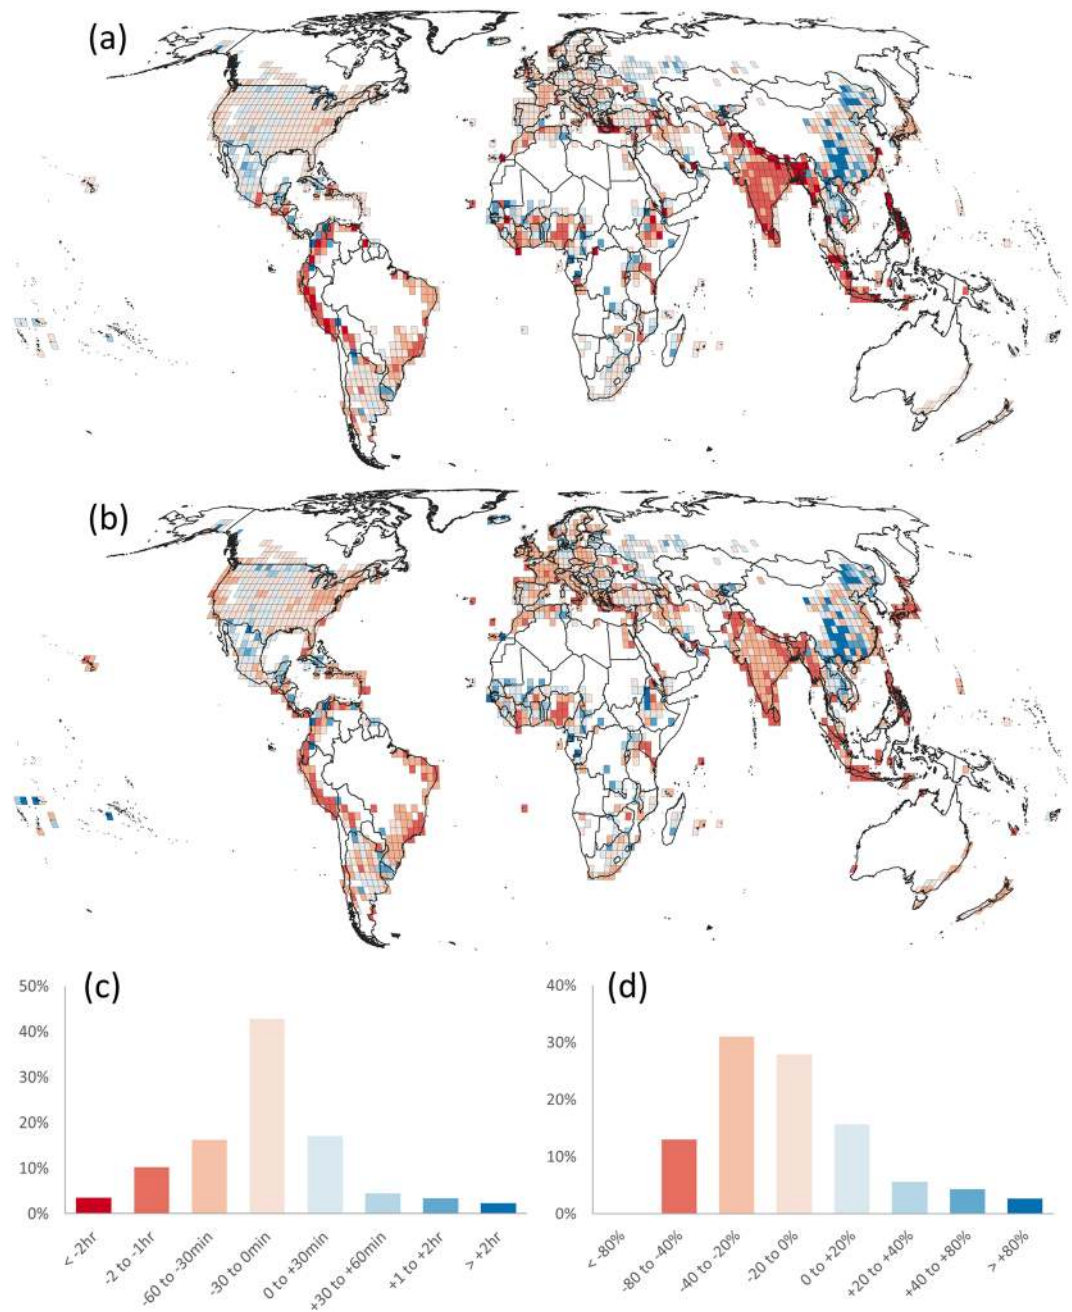 (a)
(b)
(c)
50%
40%
30%
20%
10%
0%
< -2hr
-2 to -1hr
-60 to -30min
-30 to 0min
0 to +30min
+30 to +60min
+1 to +2hr
> +2hr
(d)
40%
30%
20%
10%
0%
< -80%
-80 to -40%
-40 to -20%
-20 to 0%
0 to +20%
+20 to +40%
+40 to +80%
> +80%